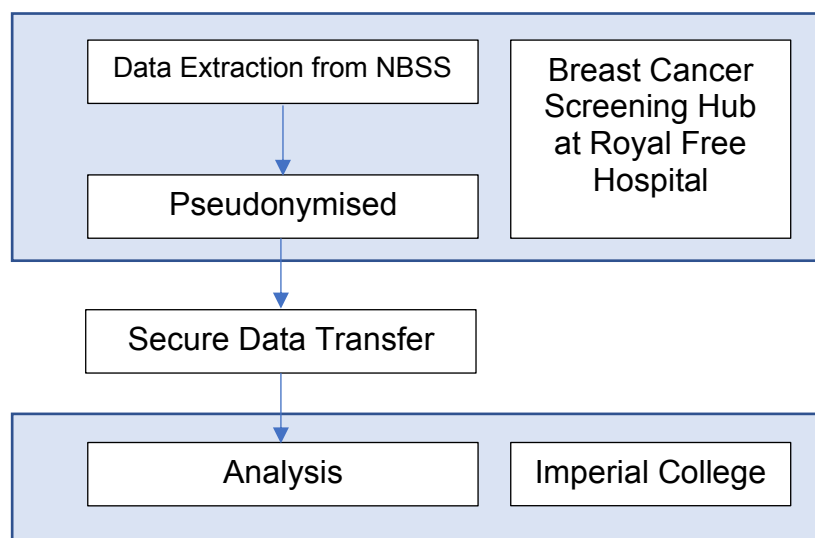 Data Extraction from NBSS
Breast Cancer
Screening Hub
at Royal Free
Hospital
Pseudonymised
Secure Data Transfer
Analysis
Imperial College